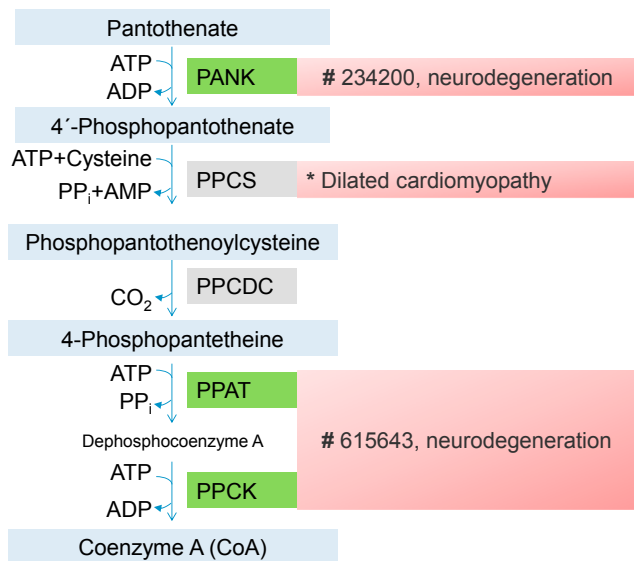 Pantothenate
ATP
ADP
PANK
# 234200, neurodegeneration
4´-Phosphopantothenate
ATP+Cysteine
PPi+AMP
PPCS
* Dilated cardiomyopathy
Phosphopantothenoylcysteine
CO2
PPCDC
4-Phosphopantetheine
ATP
PPi
PPAT
Dephosphocoenzyme A
# 615643, neurodegeneration
ATP
ADP
PPCK
Coenzyme A (CoA)